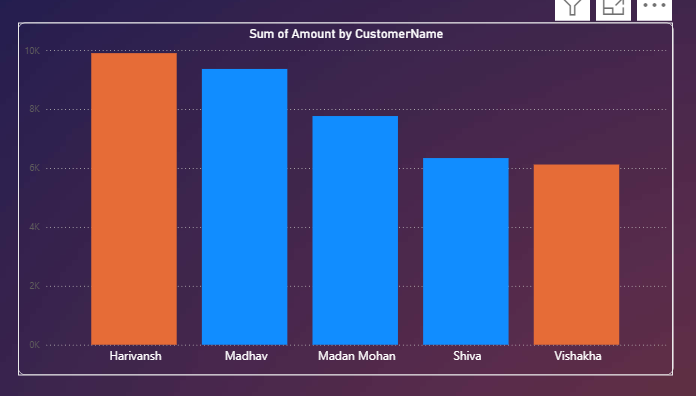 Sum of Amount by CustomerName
10K
8K
6K
4K
2K
0K
Harivansh Madhav Madan Mohan Shiva Vishakha